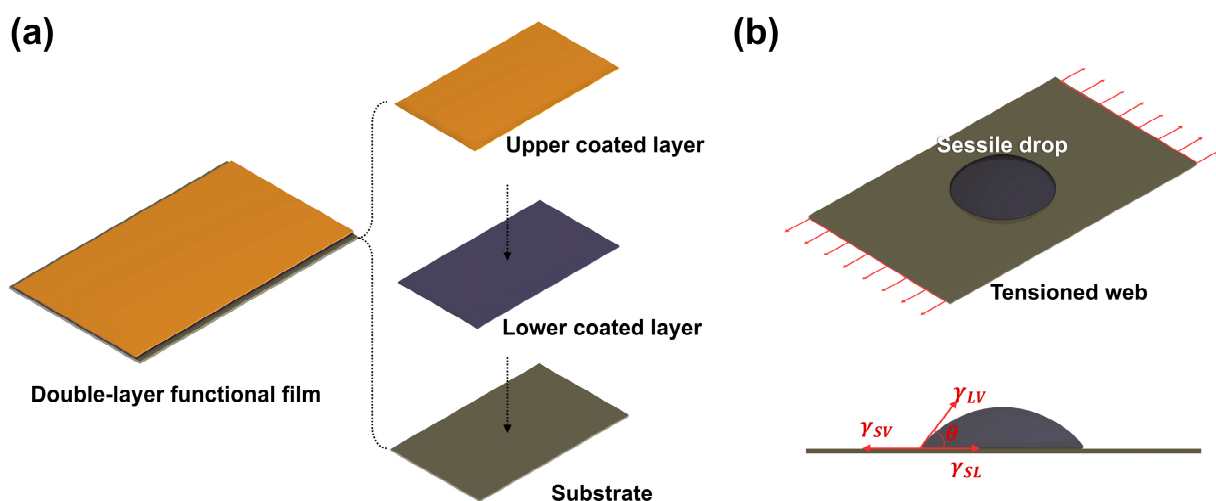 (a)
Upper coated layer
Lower coated layer
Double-layer functional film
Substrate
(b)
Sessile drop
Tensioned web
γLV
γSV
θ
γSL